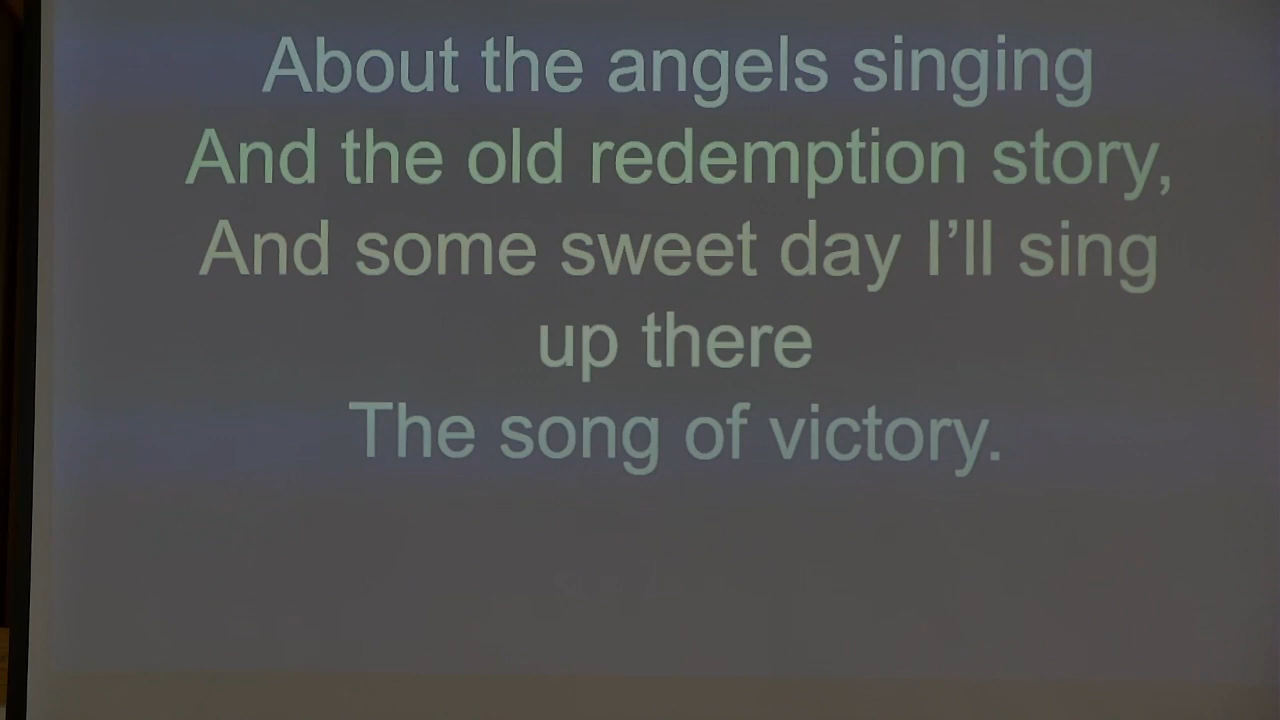 About the angels singing
And the old redemption story,
And some sweet day I’ll sing
up there
The song of victory.